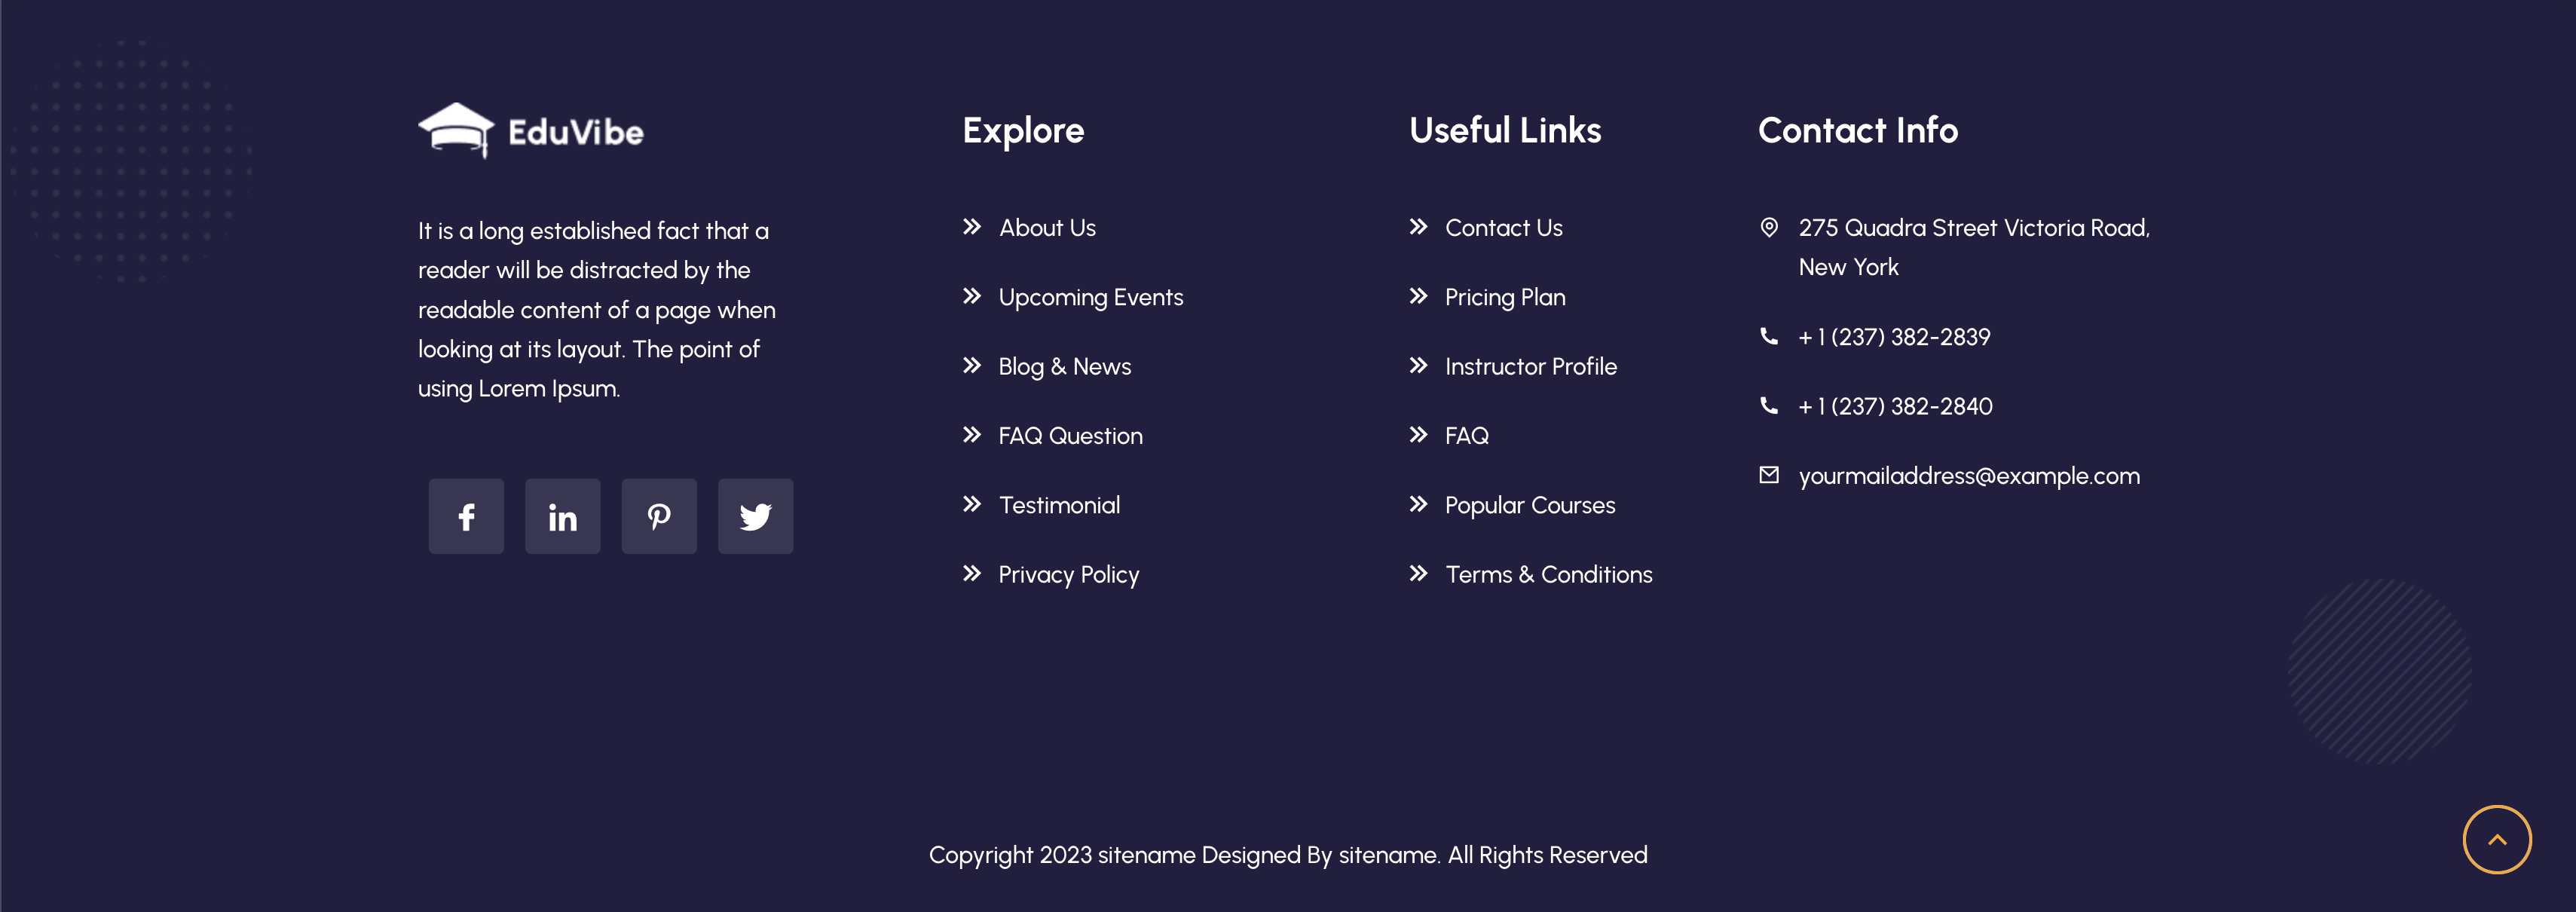 EduVibe
It is a long established fact that a
reader will be distracted by the
readable content of a page when
looking at its layout. The point of
using Lorem Ipsum.
Explore
About Us
Upcoming Events
Blog & News
FAQ Question
Testimonial
Privacy Policy
Useful Links
Contact Us
Pricing Plan
Instructor Profile
FAQ
Popular Courses
Terms & Conditions
Contact Info
275 Quadra Street Victoria Road,
New York
+ 1 (237) 382-2839
+ 1 (237) 382-2840
yourmailaddress@example.com
Copyright 2023 sitename Designed By sitename. All Rights Reserved